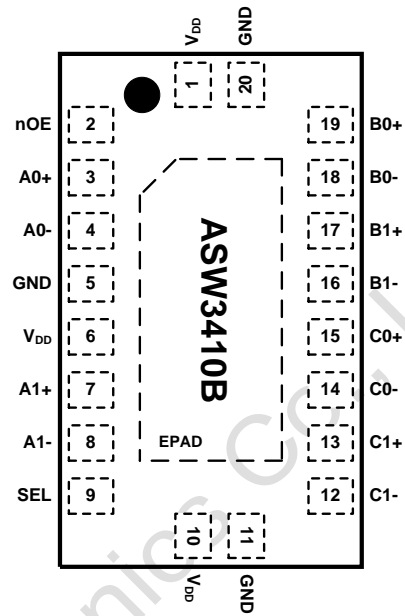 VDD GND
1 20
nOE 2 19 B0+
A0+ 3 18 B0-
A0- 4 17 B1+
GND 5 16 B1-
VDD 6 15 C0+
A1+ 7 14 C0-
A1- 8 13 C1+
SEL 9 12 C1-
ASW3410B
EPAD
10 11
VDD GND
nics Co.,